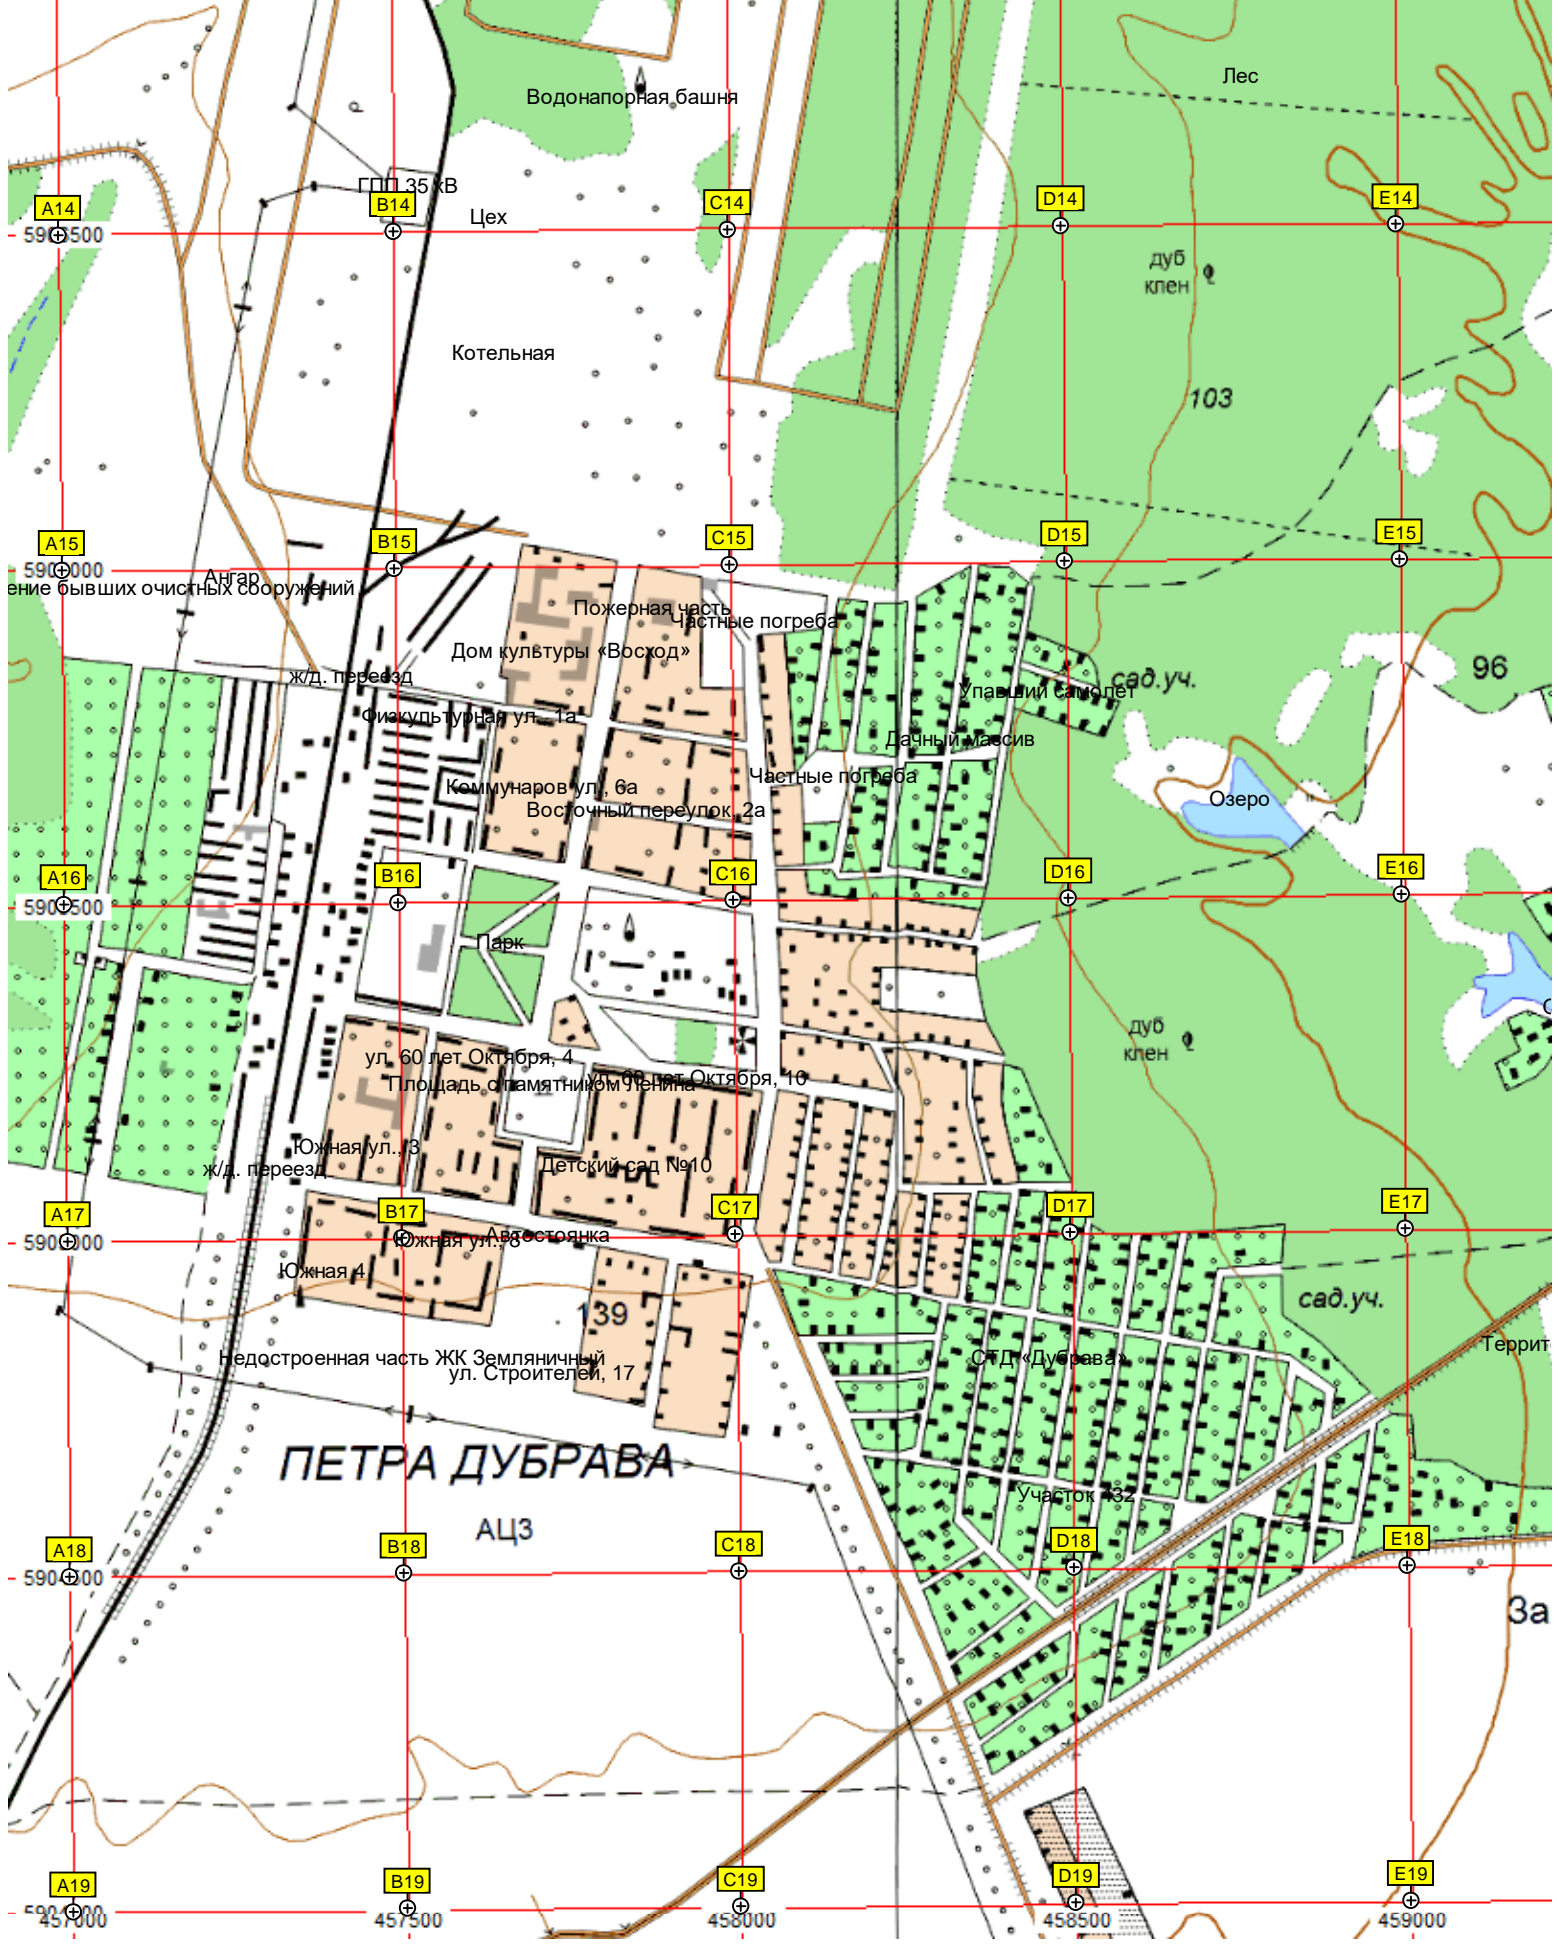 Лес
Водонапорная башня
Р
ГПП 35 кВ
A14
B14
C14
D14
E14
Цех
дуб
клен
Котельная
103
A15
B15
C15
D15
E15
Ангар
ение бывших очистных сооружений
Пожерная часть
Частные погреба
Дом культуры «Восход»
ж/д. переезд
сад.уч.
96
Упавший самолет
Физкультурная ул., 1а
Дачный массив
Частные погреба
Коммунаров ул., 6а
Озеро
Восточный переулок, 2а
A16
B16
C16
D16
E16
Парк
дуб
клен
ул. 60 лет Октября, 4
ул. 60 лет Октября, 10
Площадь с памятником Ленина
Южная ул., 3
Детский сад №10
ж/д. переезд
A17
B17
C17
D17
E17
Автостоянка
Южная ул., 8
Южная 4
139
сад.уч.
Террит
Недостроенная часть ЖК Земляничный
СТД «Дубрава»
ул. Строителей, 17
ПЕТРА ДУБРАВА
Участок 432
АЦЗ
A18
B18
C18
D18
E18
За
A19
B19
C19
D19
E19
457000
457500
458000
458500
459000